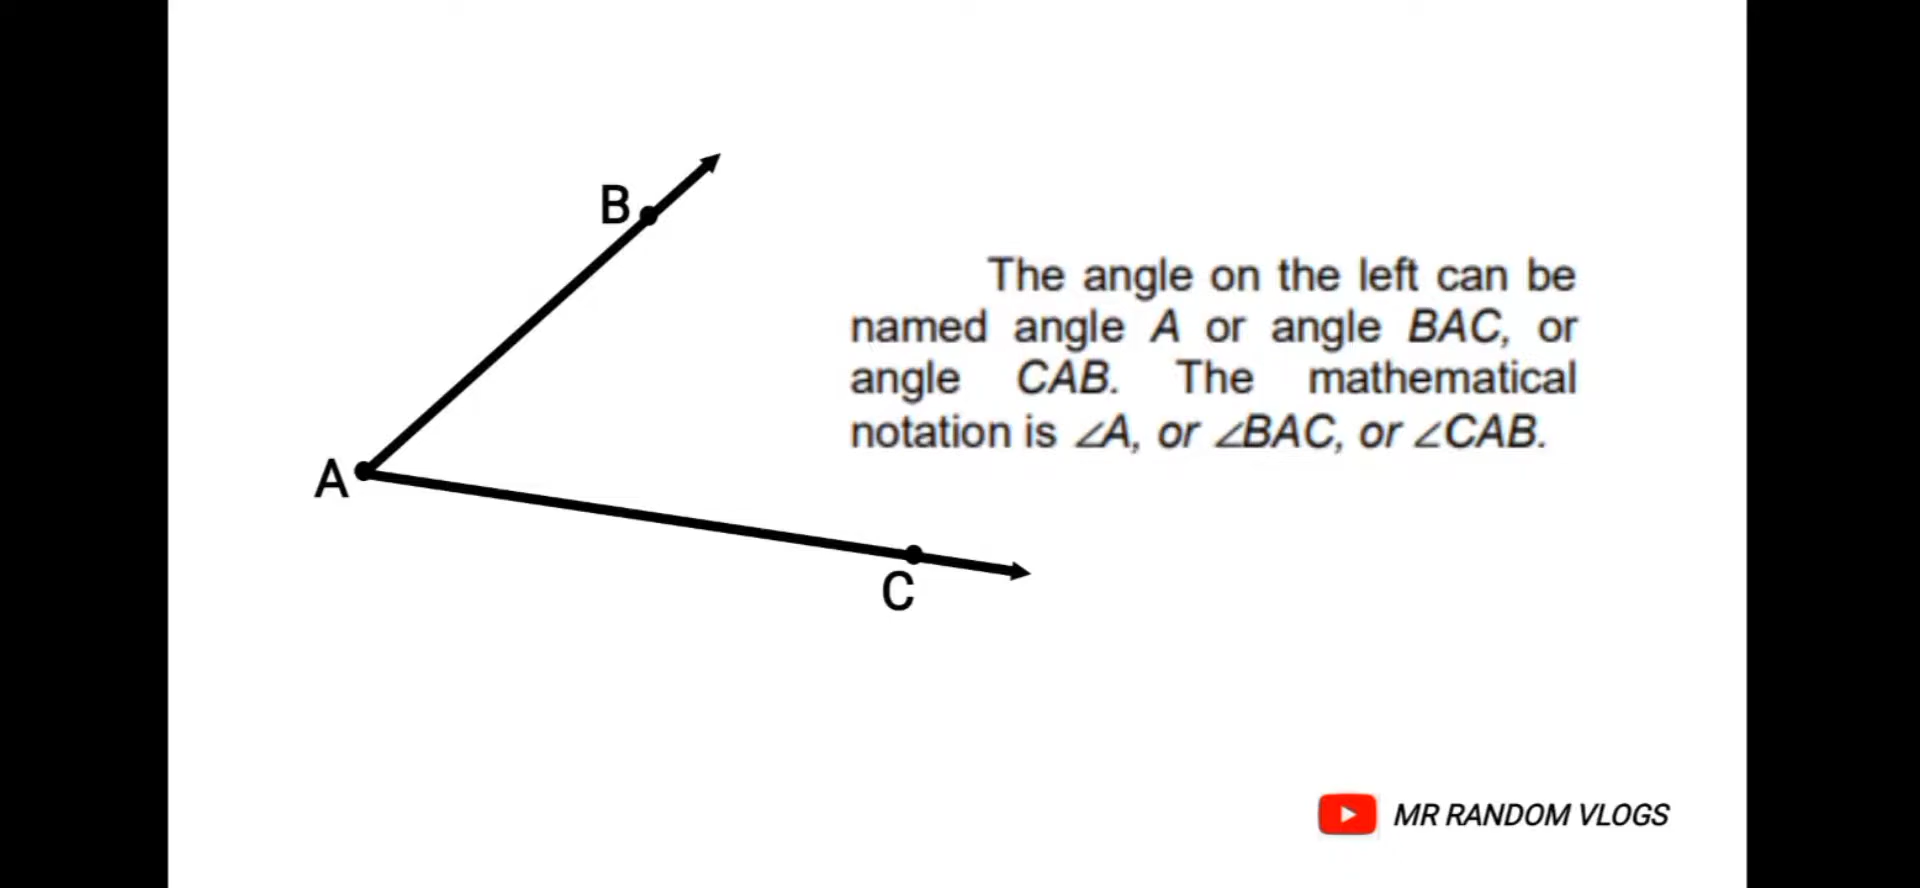 B
The angle on the left can be
named angle A or angle BAC, or
angle CAB. The mathematical
notation is ∠A, or ∠BAC, or ∠CAB.
A
C
MR RANDOM VLOGS